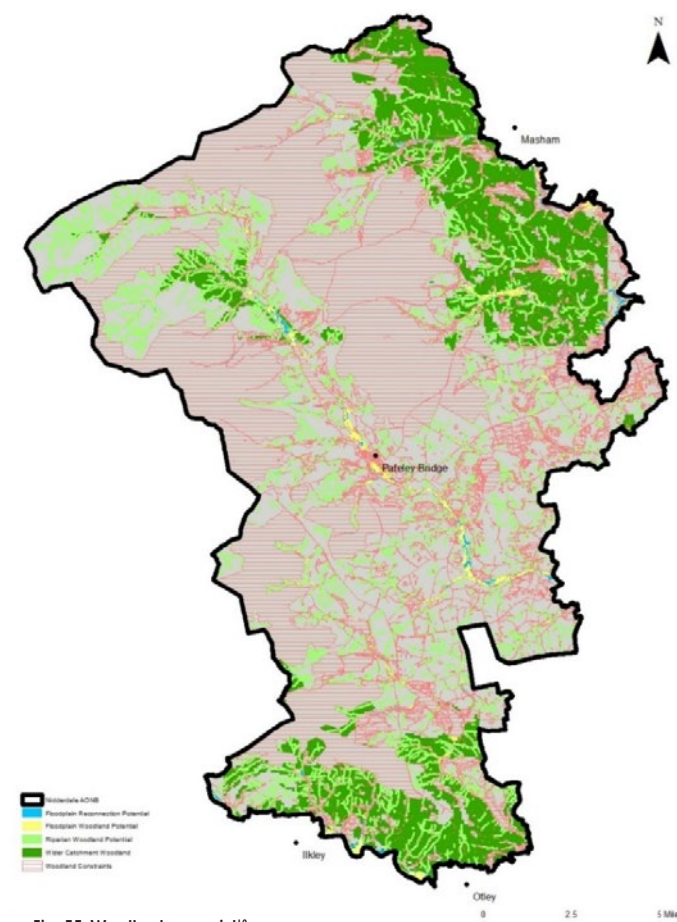 N
Masham
Pateley Bridge
Nidderdale AONB
Floodplain Reconnection Potential
Floodplain Woodland Potential
Riparian Woodland Potential
Wider Catchment Woodland
Woodland Constraints
Ilkley
Otley
0 2.5 5 Mile